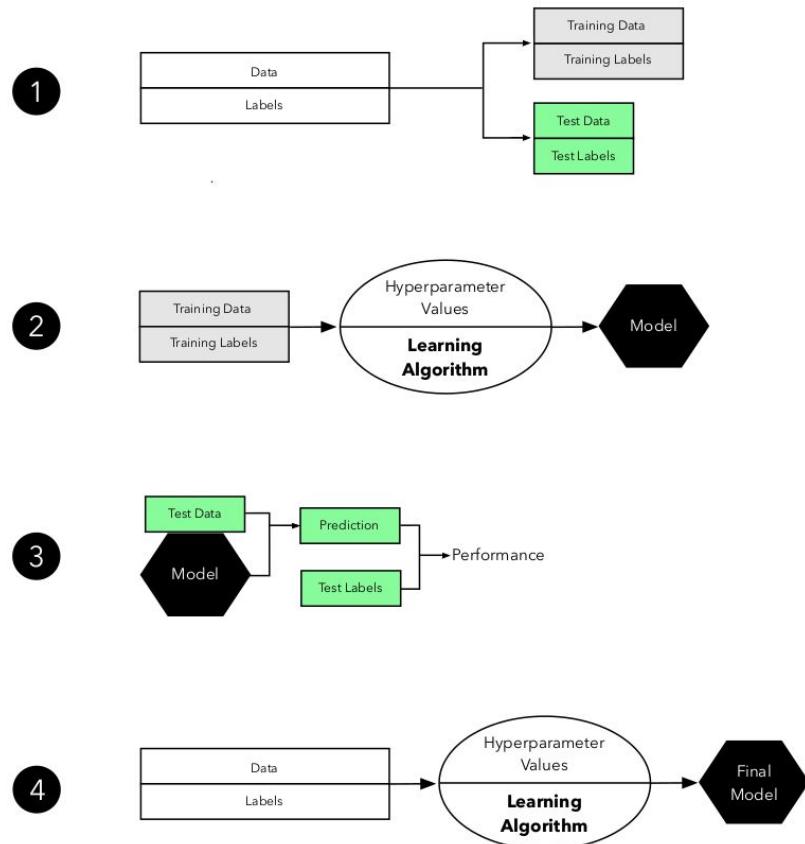 1
Data
Labels
Training Data
Training Labels
Test Data
Test Labels
2
Training Data
Training Labels
Hyperparameter
Values
Learning
Algorithm
Model
3
Test Data
Model
Prediction
Test Labels
Performance
4
Data
Labels
Hyperparameter
Values
Learning
Algorithm
Final
Model